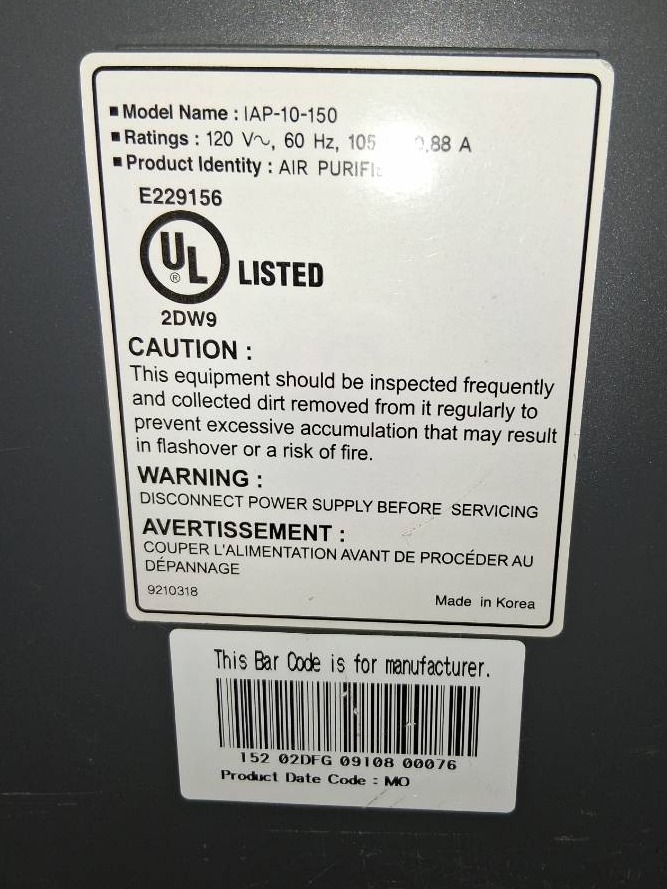 ▪ Model Name : IAP-10-150
▪ Ratings : 120 V～, 60 Hz, 105 0.88 A
▪ Product Identity : AIR PURIFI
E229156
UL ® LISTED
2DW9
CAUTION :
This equipment should be inspected frequently
and collected dirt removed from it regularly to
prevent excessive accumulation that may result
in flashover or a risk of fire.
WARNING :
DISCONNECT POWER SUPPLY BEFORE SERVICING
AVERTISSEMENT :
COUPER L'ALIMENTATION AVANT DE PROCÉDER AU
DÉPANNAGE
9210318
Made in Korea
This Bar Code is for manufacturer.
152 02DFG 09108 00076
Product Date Code : MO